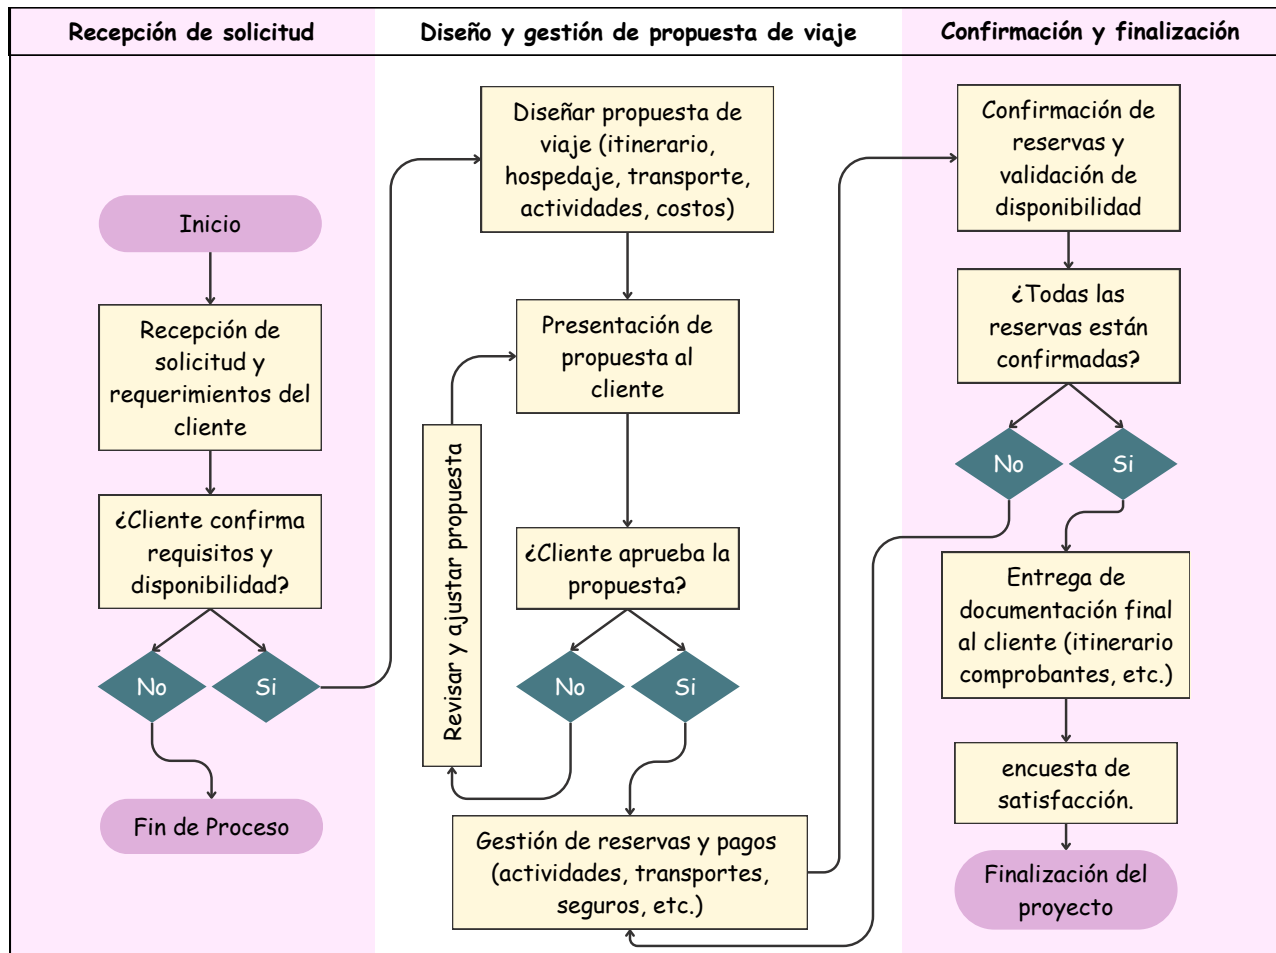 Recepción de solicitud
Diseño y gestión de propuesta de viaje
Confirmación y finalización
Inicio
Recepción de
solicitud y
requerimientos del
cliente
¿Cliente confirma
requisitos y
disponibilidad?
No
Si
Fin de Proceso
Diseñar propuesta de
viaje (itinerario,
hospedaje, transporte,
actividades, costos)
Presentación de
propuesta al
cliente
Revisar y ajustar propuesta
¿Cliente aprueba la
propuesta?
No
Si
Gestión de reservas y pagos
(actividades, transportes,
seguros, etc.)
Confirmación de
reservas y
validación de
disponibilidad
¿Todas las
reservas están
confirmadas?
No
Si
Entrega de
documentación final
al cliente (itinerario
comprobantes, etc.)
encuesta de
satisfacción.
Finalización del
proyecto